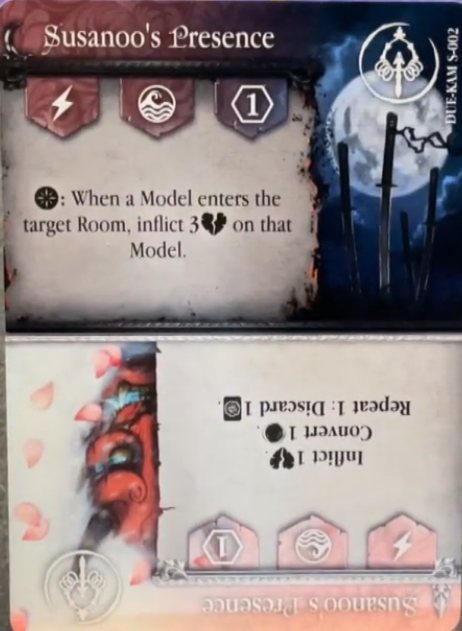 Susanoo's Presence
DUE-KAM S-002
1
: When a Model enters the
target Room, inflict 3 on that
Model.
Susanoo's Presence
1
Inflict 1 .
Convert 1 .
Repeat 1: Discard 1 .